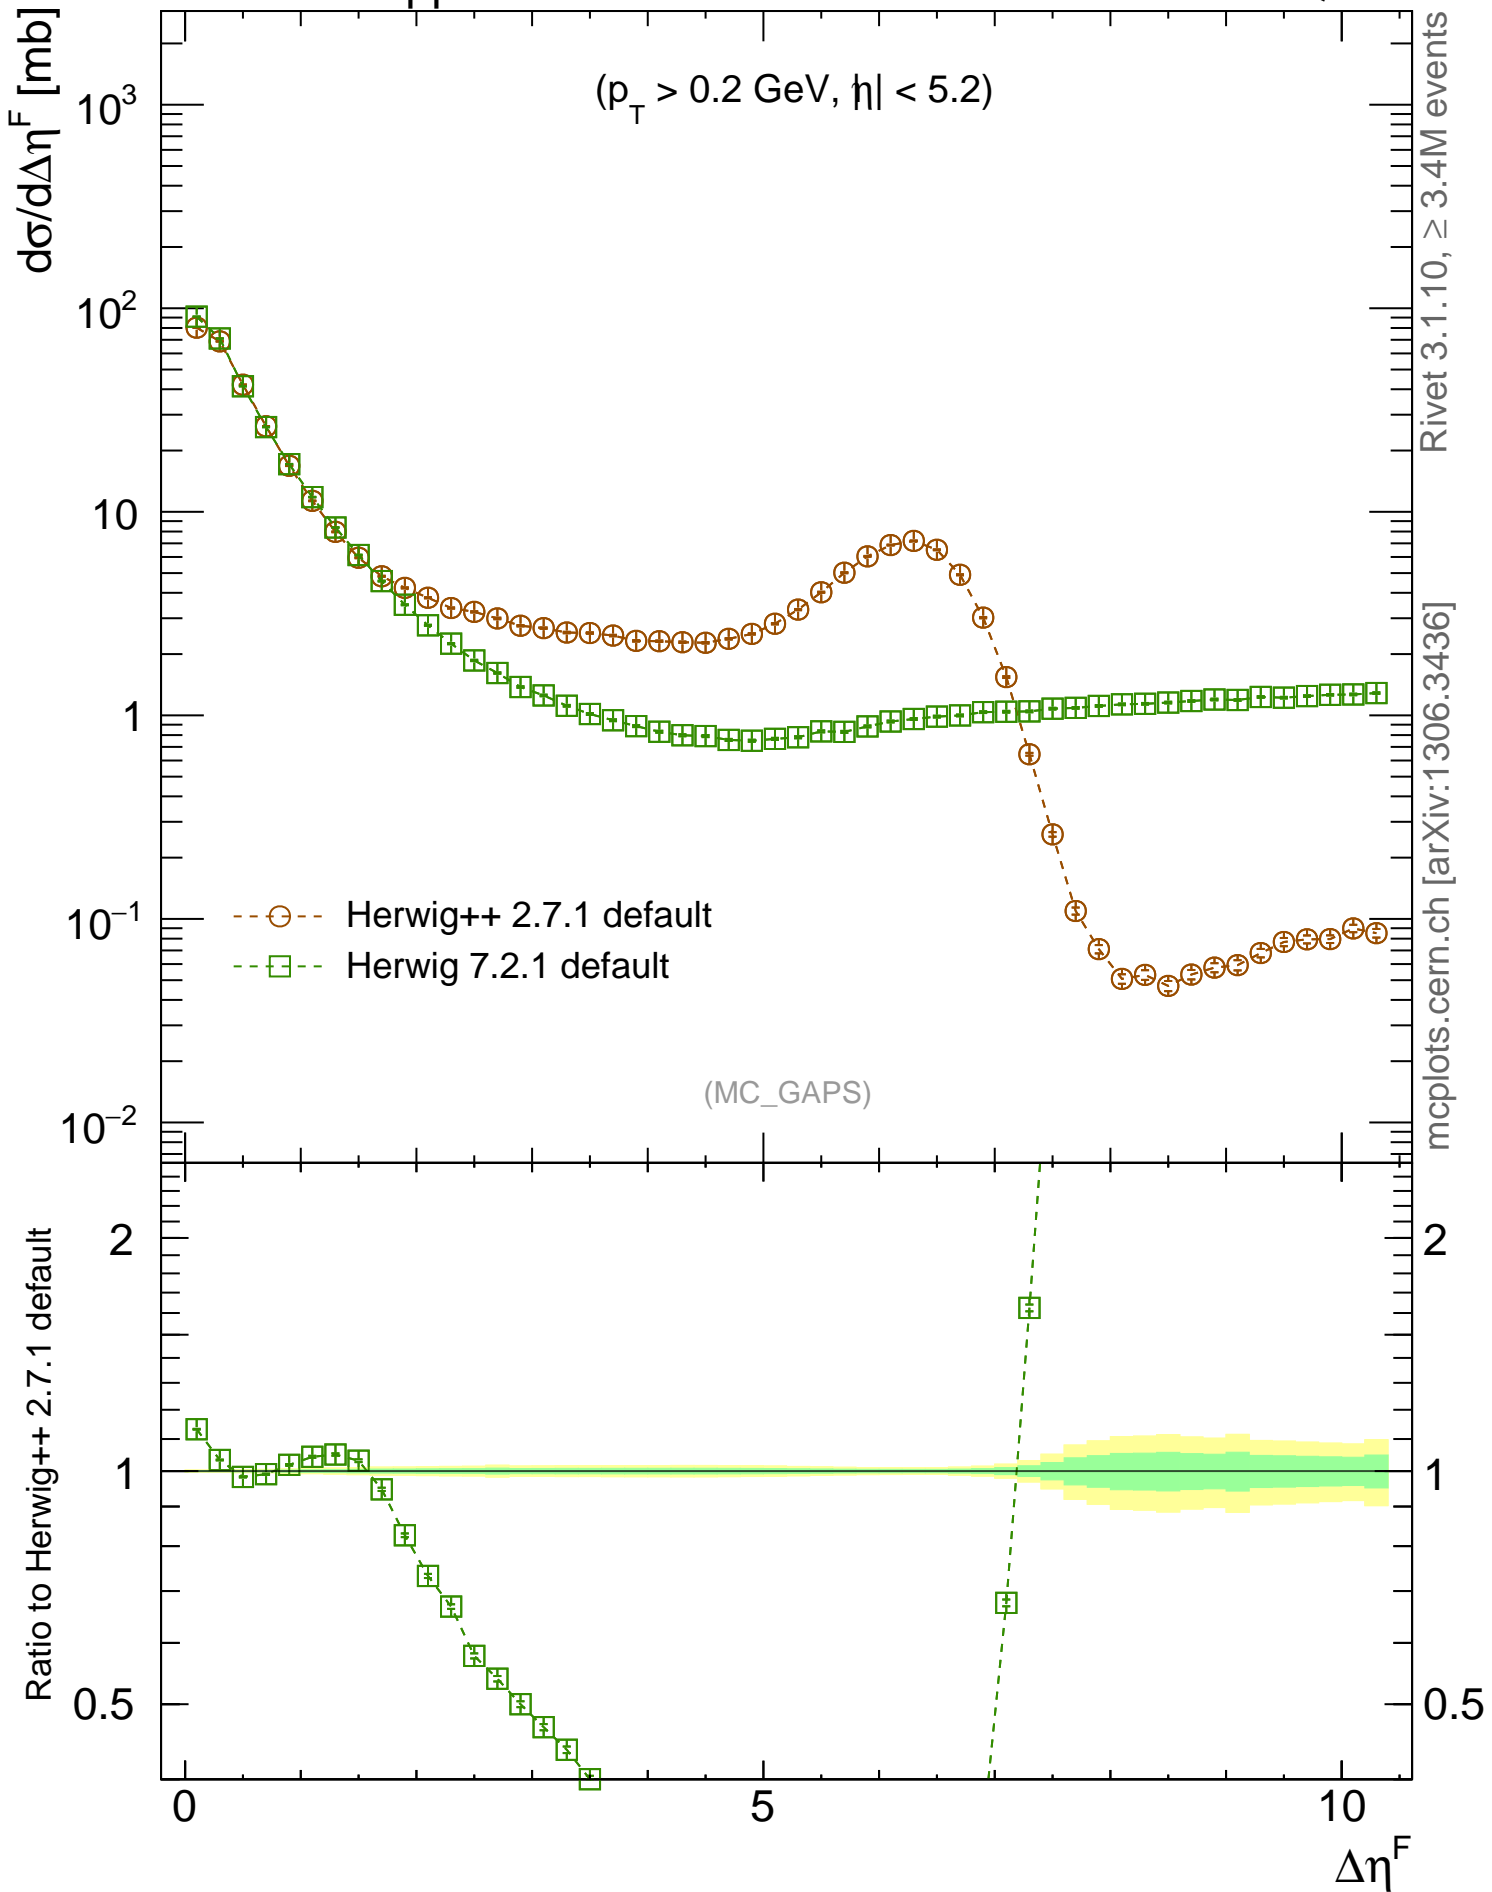 dσ/dΔη^F [mb]
(p_T > 0.2 GeV, |η| < 5.2)
10^3
10^2
10
1
10^−1
10^−2
Herwig++ 2.7.1 default
Herwig 7.2.1 default
(MC_GAPS)
Rivet 3.1.10, ≥ 3.4M events
mcplots.cern.ch [arXiv:1306.3436]
Ratio to Herwig++ 2.7.1 default
2
1
0.5
2
1
0.5
0
5
10
Δη^F